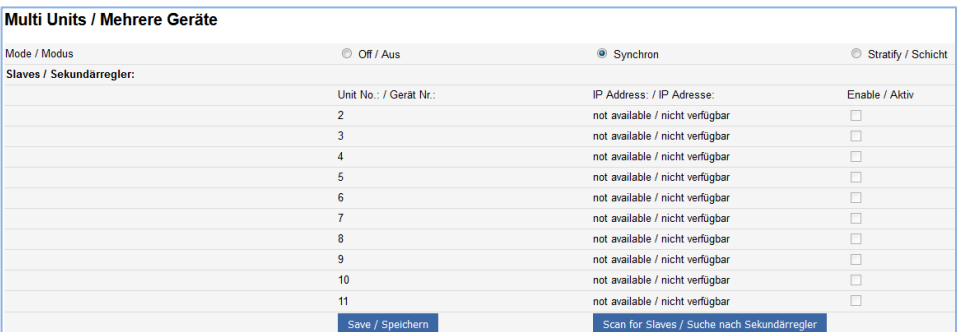 Multi Units / Mehrere Geräte
Mode / Modus Off / Aus Synchron Stratify / Schicht
Slaves / Sekundärregler:
Unit No.: / Gerät Nr.: IP Address: / IP Adresse: Enable / Aktiv
2 not available / nicht verfügbar
3 not available / nicht verfügbar
4 not available / nicht verfügbar
5 not available / nicht verfügbar
6 not available / nicht verfügbar
7 not available / nicht verfügbar
8 not available / nicht verfügbar
9 not available / nicht verfügbar
10 not available / nicht verfügbar
11 not available / nicht verfügbar
Save / Speichern Scan for Slaves / Suche nach Sekundärregler